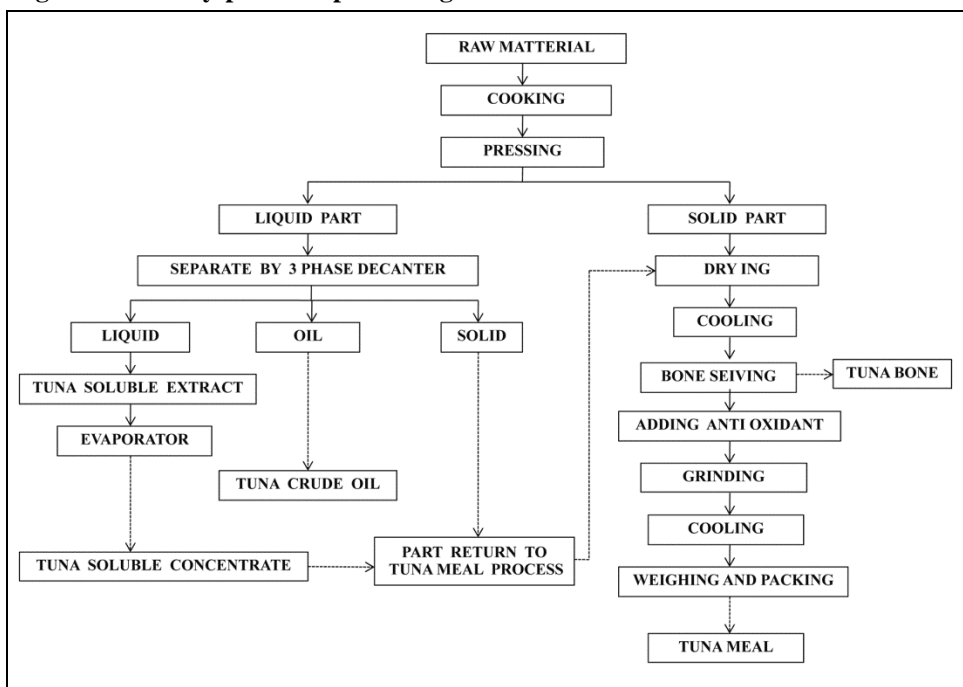 RAW MATTERIAL
COOKING
PRESSING
LIQUID PART
SOLID PART
SEPARATE BY 3 PHASE DECANTER
DRY ING
LIQUID
OIL
SOLID
COOLING
TUNA SOLUBLE EXTRACT
BONE SEIVING
TUNA BONE
EVAPORATOR
ADDING ANTI OXIDANT
TUNA CRUDE OIL
GRINDING
COOLING
TUNA SOLUBLE CONCENTRATE
PART RETURN TO
TUNA MEAL PROCESS
WEIGHING AND PACKING
TUNA MEAL